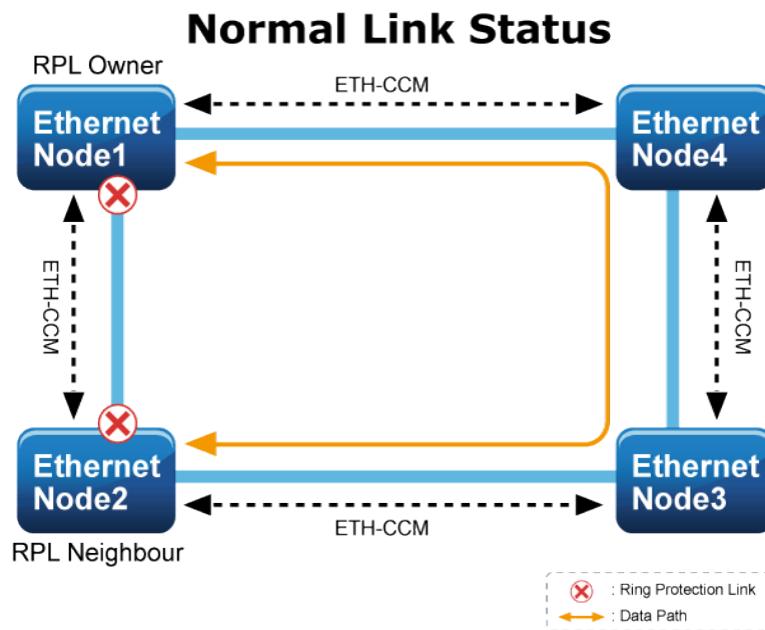 Normal Link Status
RPL Owner
ETH-CCM
Ethernet
Node1
Ethernet
Node4
ETH-CCM
ETH-CCM
Ethernet
Node2
Ethernet
Node3
RPL Neighbour
ETH-CCM
: Ring Protection Link
: Data Path